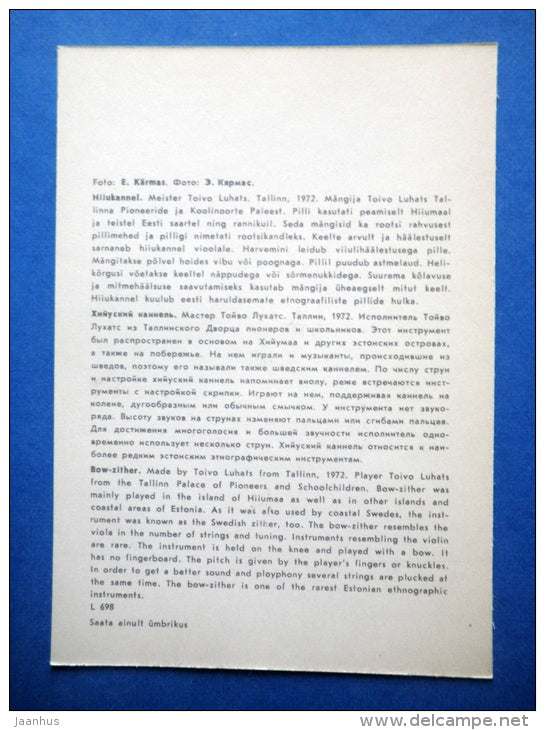 Foto: E. Kärmas. Фото: Э. Кярмас.
Hiiukannel. Meister Toivo Luhats. Tallinn, 1972. Mängija Toivo Luhats Tal-
linna Pioneeride ja Koolinoorte Paleest. Pilli kasutati peamiselt Hiiumaal
ja teistel Eesti saartel ning rannikuil. Seda mängisid ka rootsi rahvusest
pillimehed ja pilligi nimetati rootsikandleks. Keelte arvult ja häälestuselt
sarnaneb hiiukannel vioolale. Harvemini leidub viiulihäälestusega pille.
Mängitakse põlvel hoides vibu või poognaga. Pillil puudub astmelaud. Heli-
kõrgusi võetakse keeltel näppudega või sõrmenukkidega. Suurema kõlavuse
ja mitmehäälsuse saavutamiseks kasutab mängija üheaegselt mitut keelt.
Hiiukannel kuulub eesti haruldasemate etnograafiliste pillide hulka.
Хийуский каннель. Мастер Тойво Лухатс. Таллин, 1972. Исполнитель Тойво
Лухатс из Таллинского Дворца пионеров и школьников. Этот инструмент
был распространен в основом на Хийумаа и других эстонских островах,
а также на побережье. На нем играли и музыканты, происходившие из
шведов, поэтому его называли также шведским каннелем. По числу струн
и настройке хийуский каннель напоминает виолу, реже встречаются инст-
рументы с настройкой скрипки. Играют на нем, поддерживая каннель на
колене, дугообразным или обычным смычком. У инструмента нет звуко-
ряда. Высоту звуков на струнах изменяют пальцами или сгибами пальцев.
Для достижения многоголосия и большей звучности исполнитель одно-
временно использует несколько струн. Хийуский каннель относится к наи-
более редким эстонским этнографическим инструментам.
Bow-zither. Made by Toivo Luhats from Tallinn, 1972. Player Toivo Luhats
from the Tallinn Palace of Pioneers and Schoolchildren. Bow-zither was
mainly played in the island of Hiiumaa as well as in other islands and
coastal areas of Estonia. As it was also used by coastal Swedes, the inst-
rument was known as the Swedish zither, too. The bow-zither resembles the
viola in the number of strings and tuning. Instruments resembling the violin
are rare. The instrument is held on the knee and played with a bow. It
has no fingerboard. The pitch is given by the player's fingers or knuckles.
In order to get a better sound and ployphony several strings are plucked at
the same time. The bow-zither is one of the rarest Estonian ethnographic
instruments.
L 698
Saata ainult ümbrikus
Jaanhus
www.delcampe.net